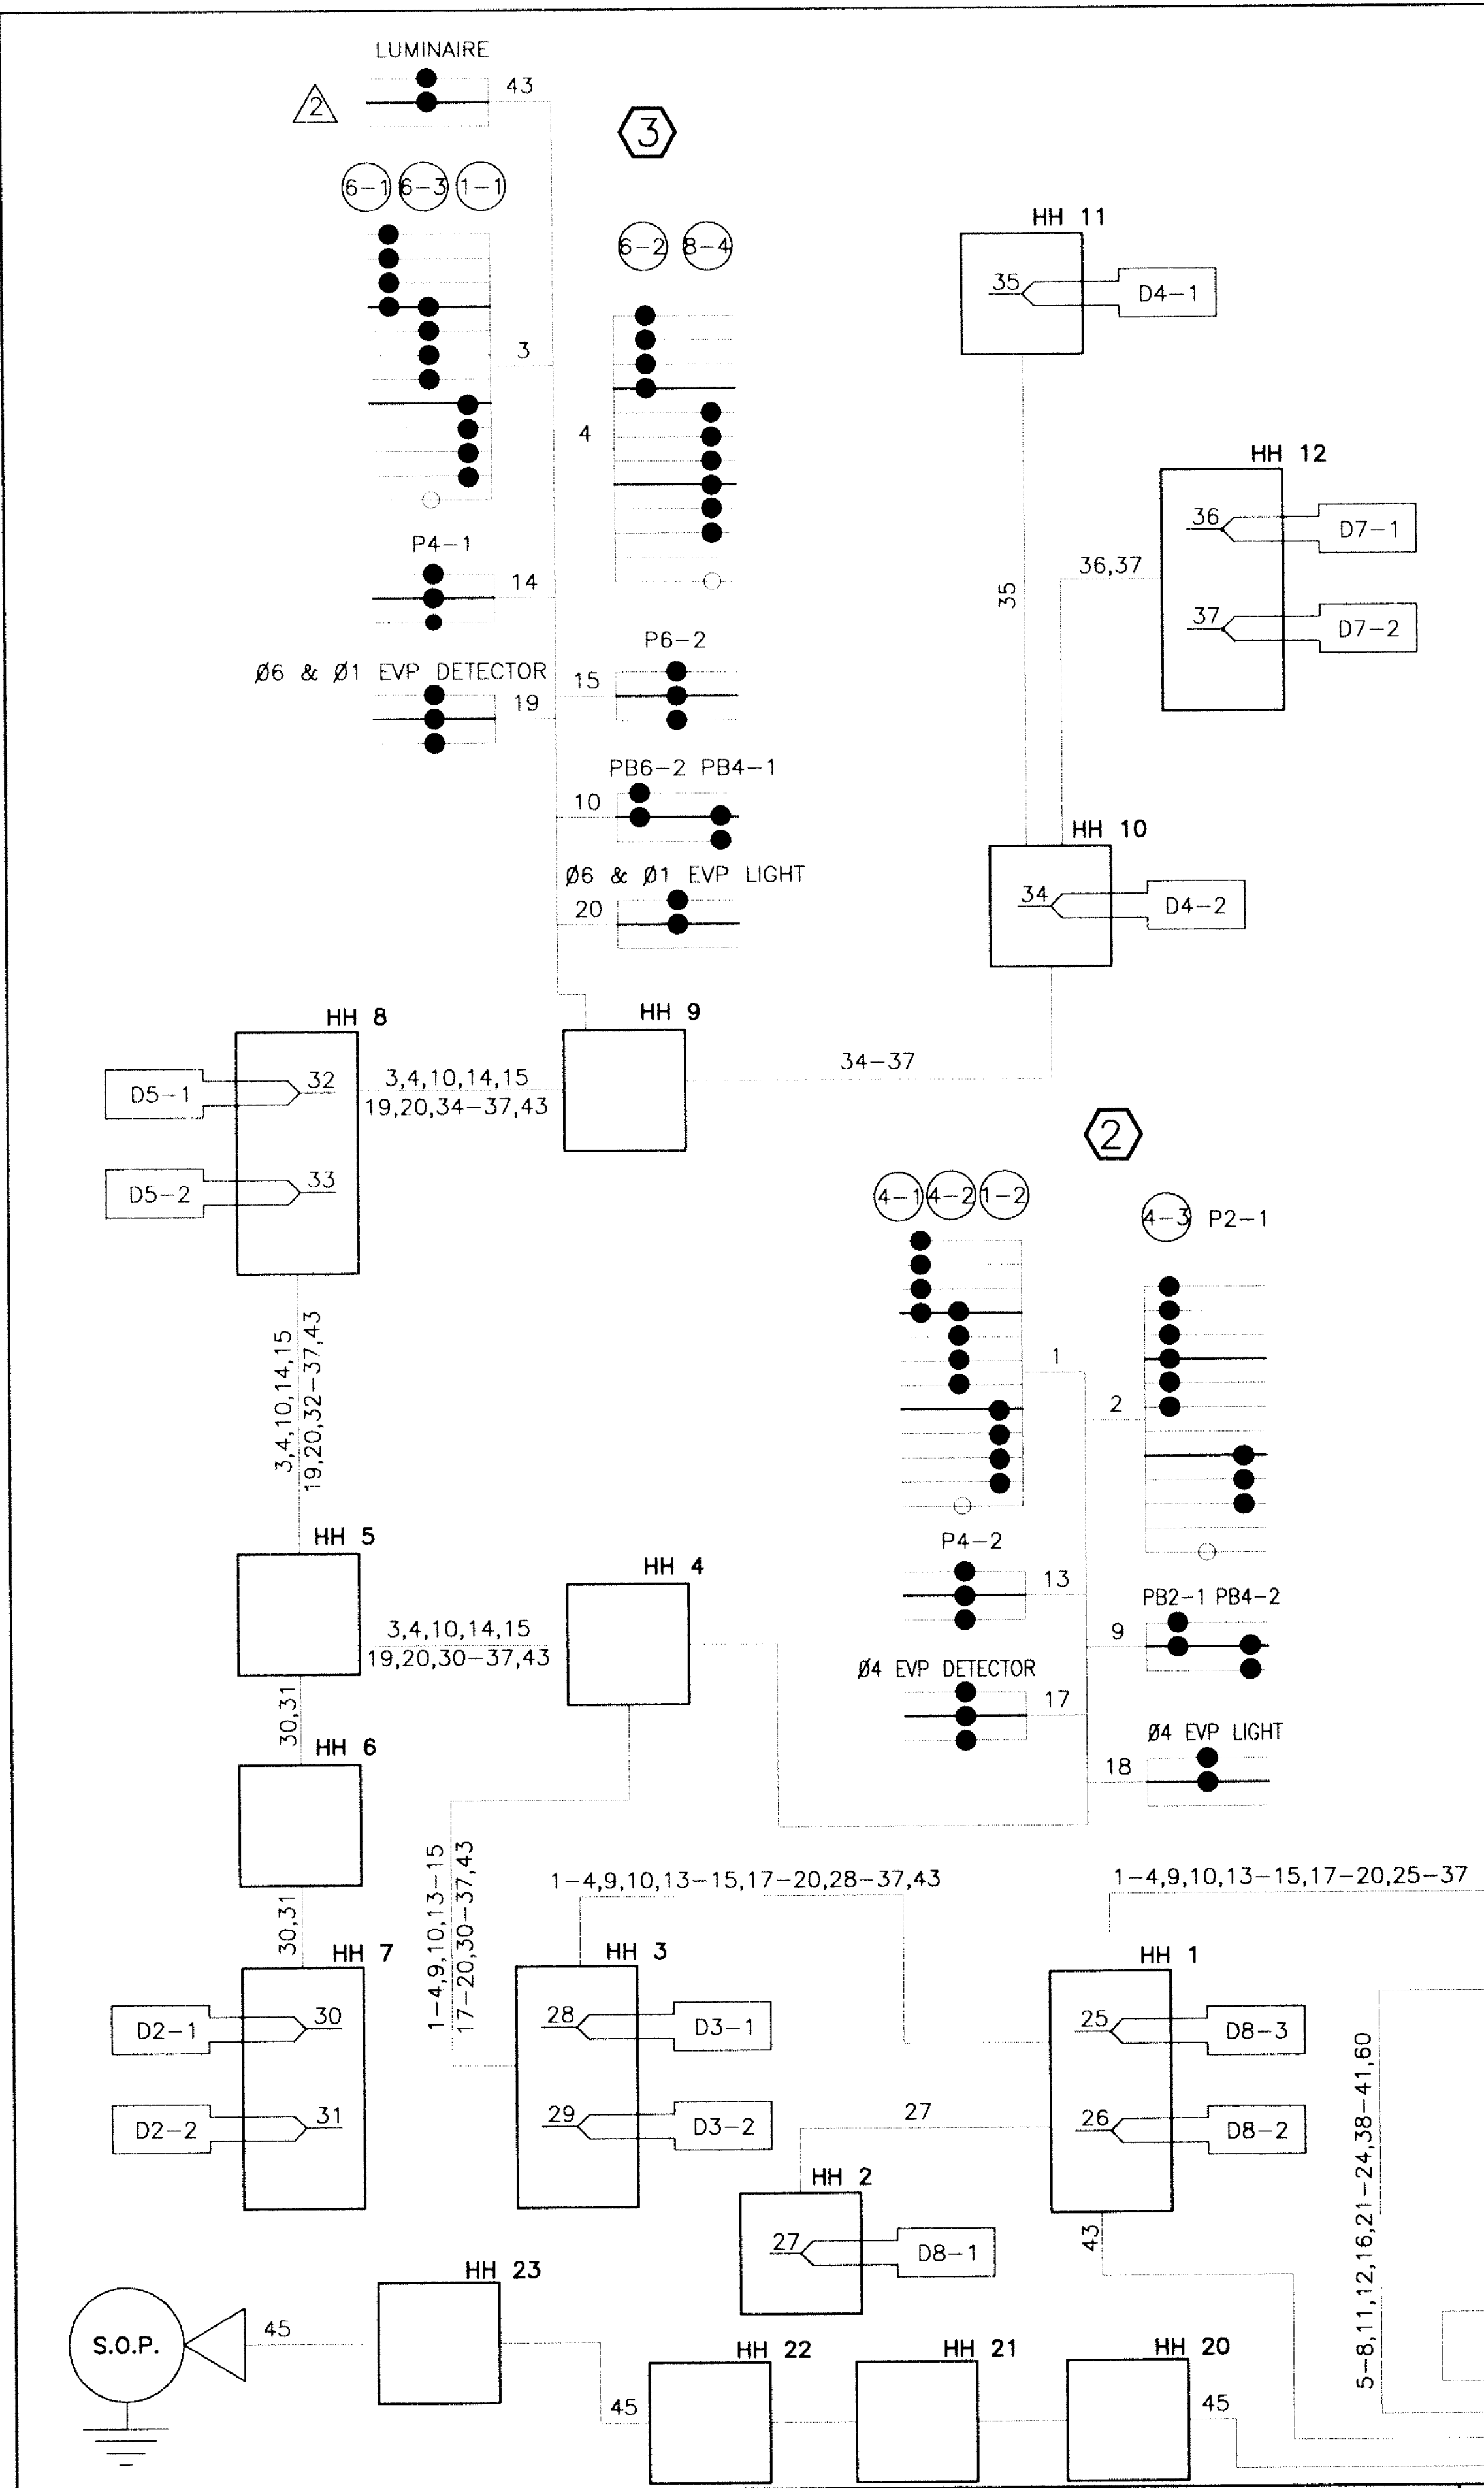 LUMINAIRE
2
43
3
6-1 6-3 1-1
6-2 8-4
3
4
P4-1
14
P6-2
15
Ø6 & Ø1 EVP DETECTOR
19
PB6-2 PB4-1
10
Ø6 & Ø1 EVP LIGHT
20
HH 11
35
D4-1
HH 12
36
D7-1
37
D7-2
36,37
35
HH 10
34
D4-2
HH 8
HH 9
D5-1
32
D5-2
33
3,4,10,14,15
19,20,34-37,43
34-37
2
4-1 4-2 1-2
4-3 P2-1
1
2
3,4,10,14,15
19,20,32-37,43
P4-2
13
PB2-1 PB4-2
9
Ø4 EVP DETECTOR
17
Ø4 EVP LIGHT
18
HH 5
HH 4
3,4,10,14,15
19,20,30-37,43
30,31
HH 6
30,31
1-4,9,10,13-15
17-20,30-37,43
1-4,9,10,13-15,17-20,28-37,43
1-4,9,10,13-15,17-20,25-37
HH 7
D2-1
30
D2-2
31
HH 3
28
D3-1
29
D3-2
HH 1
25
D8-3
26
D8-2
27
HH 2
27
D8-1
43
5-8,11,12,16,21-24,38-41,60
S.O.P.
45
HH 23
45
HH 22
HH 21
HH 20
45